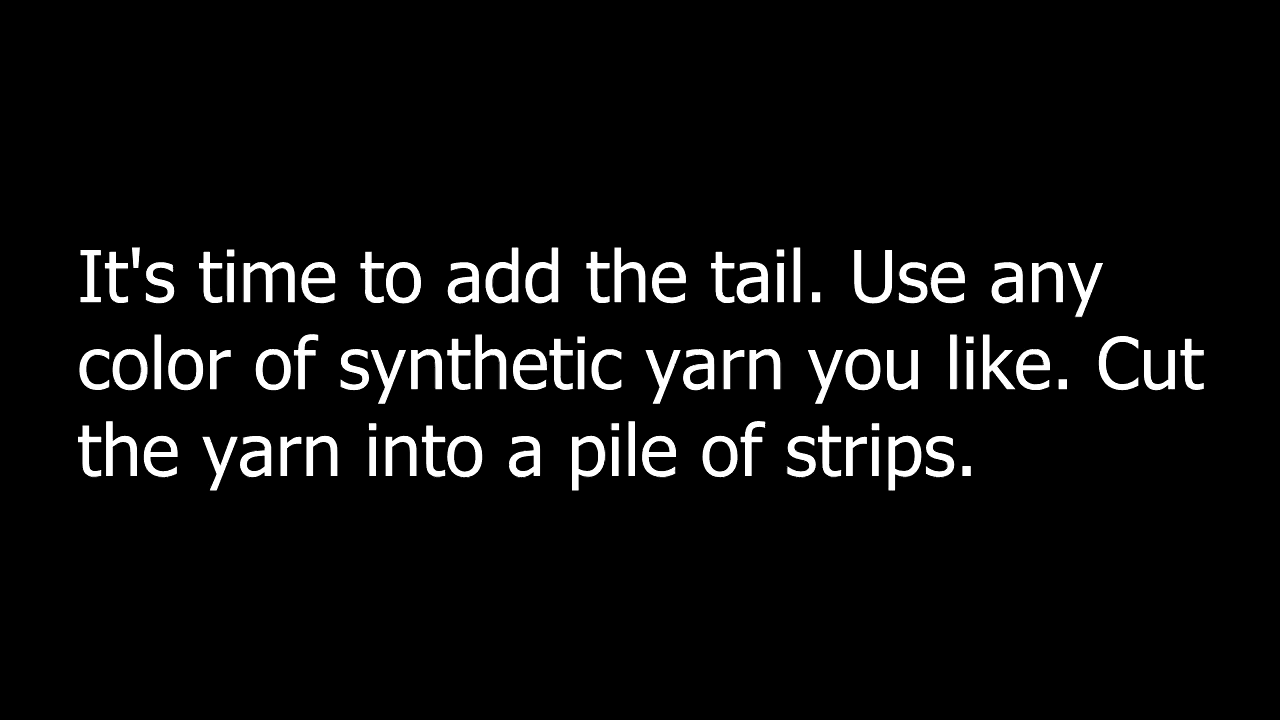 It's time to add the tail. Use any
color of synthetic yarn you like. Cut
the yarn into a pile of strips.